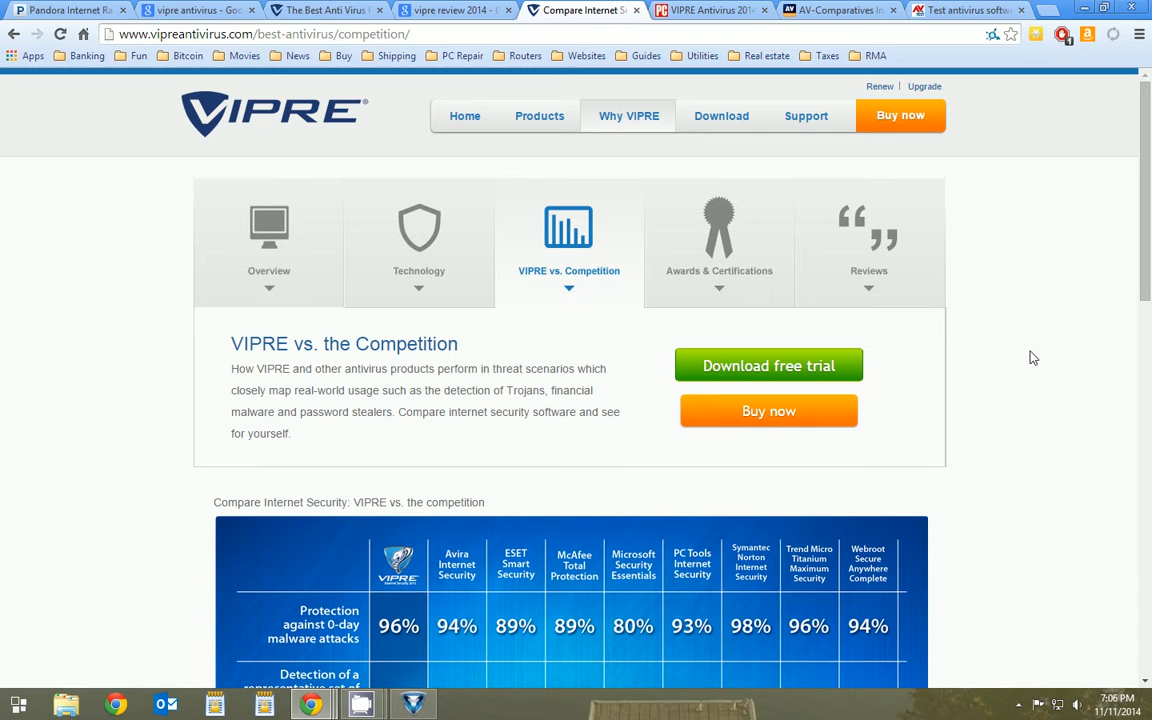 Pandora Internet Ra
vipre antivirus - Goo
The Best Anti Virus
vipre review 2014 - G
Compare Internet Se
VIPRE Antivirus 2014
AV-Comparatives In
Test antivirus softw
www.vipreantivirus.com/best-antivirus/competition/
Apps
Banking
Fun
Bitcoin
Movies
News
Buy
Shipping
PC Repair
Routers
Websites
Guides
Utilities
Real estate
Taxes
RMA
Renew | Upgrade
VIPRE®
Home
Products
Why VIPRE
Download
Support
Buy now
Overview
Technology
VIPRE vs. Competition
Awards & Certifications
Reviews
VIPRE vs. the Competition
How VIPRE and other antivirus products perform in threat scenarios which
closely map real-world usage such as the detection of Trojans, financial
malware and password stealers. Compare internet security software and see
for yourself.
Download free trial
Buy now
Compare Internet Security: VIPRE vs. the competition
VIPRE
Avira
Internet
Security
ESET
Smart
Security
McAfee
Total
Protection
Microsoft
Security
Essentials
PC Tools
Internet
Security
Symantec
Norton
Internet
Security
Trend Micro
Titanium
Maximum
Security
Webroot
Secure
Anywhere
Complete
Protection
against 0-day
malware attacks
96% 94% 89% 89% 80% 93% 98% 96% 94%
Detection of a
representative set of
7:06 PM
11/11/2014